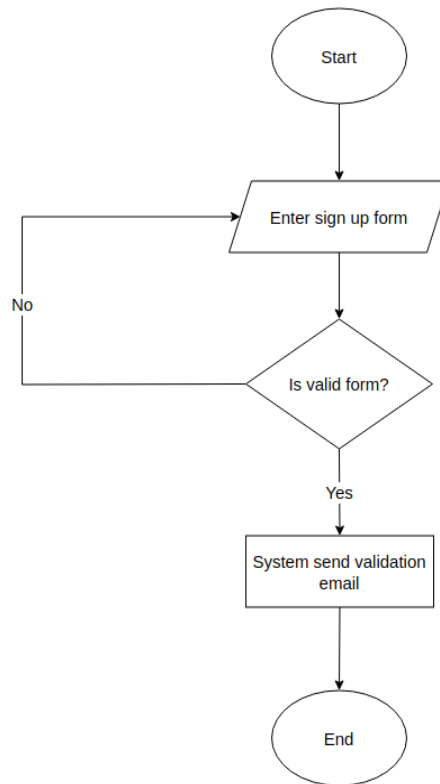 Start
Enter sign up form
No
Is valid form?
Yes
System send validation
email
End